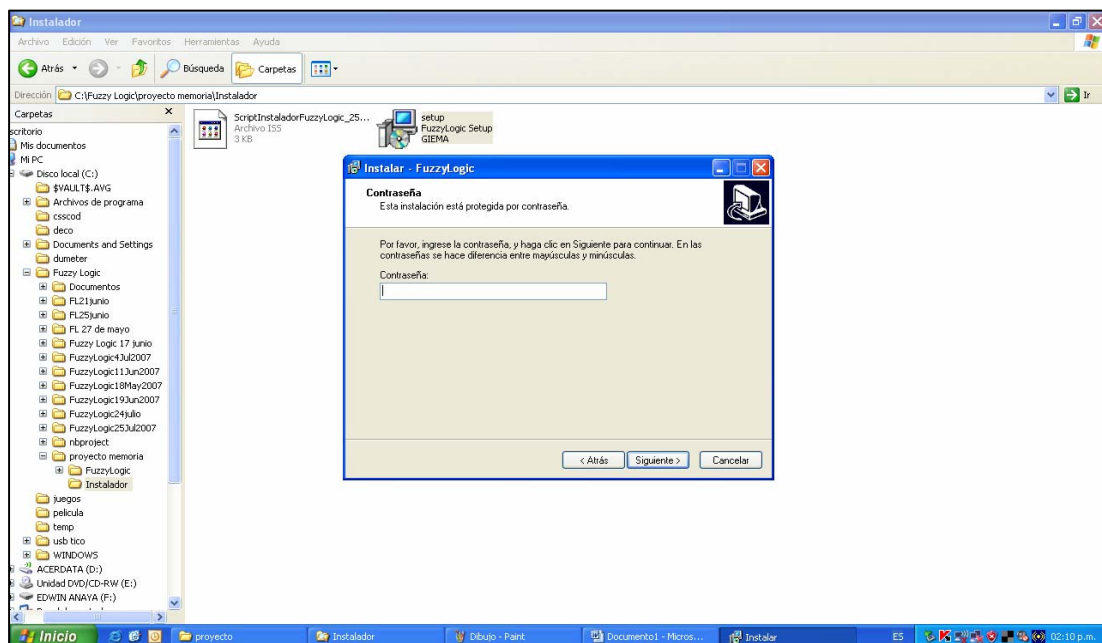 Instalador
Archivo Edición Ver Favoritos Herramientas Ayuda
Atrás Búsqueda Carpetas
Dirección C:\Fuzzy Logic\proyecto memoria\Instalador Ir
Carpetas
scritorio
Mis documentos
Mi PC
Disco local (C:)
$VAULT$.AVG
Archivos de programa
csscod
deco
Documents and Settings
dumeter
Fuzzy Logic
Documentos
FL21junio
FL25junio
FL 27 de mayo
Fuzzy Logic 17 junio
FuzzyLogic4Jul2007
FuzzyLogic11Jun2007
FuzzyLogic18May2007
FuzzyLogic19Jun2007
FuzzyLogic24julio
FuzzyLogic25Jul2007
nbproject
proyecto memoria
FuzzyLogic
Instalador
juegos
pelicula
temp
usb tico
WINDOWS
ACERDATA (D:)
Unidad DVD/CD-RW (E:)
EDWIN ANAYA (F:)
ScriptInstaladorFuzzyLogic_25...
Archivo ISS
3 KB
setup
FuzzyLogic Setup
GIEMA
Instalar - FuzzyLogic
Contraseña
Esta instalación está protegida por contraseña.
Por favor, ingrese la contraseña, y haga clic en Siguiente para continuar. En las
contraseñas se hace diferencia entre mayúsculas y minúsculas.
Contraseña:
< Atrás Siguiente > Cancelar
Inicio proyecto Instalador Dibujo - Paint Documento1 - Micros... Instalar ES 02:10 p.m.